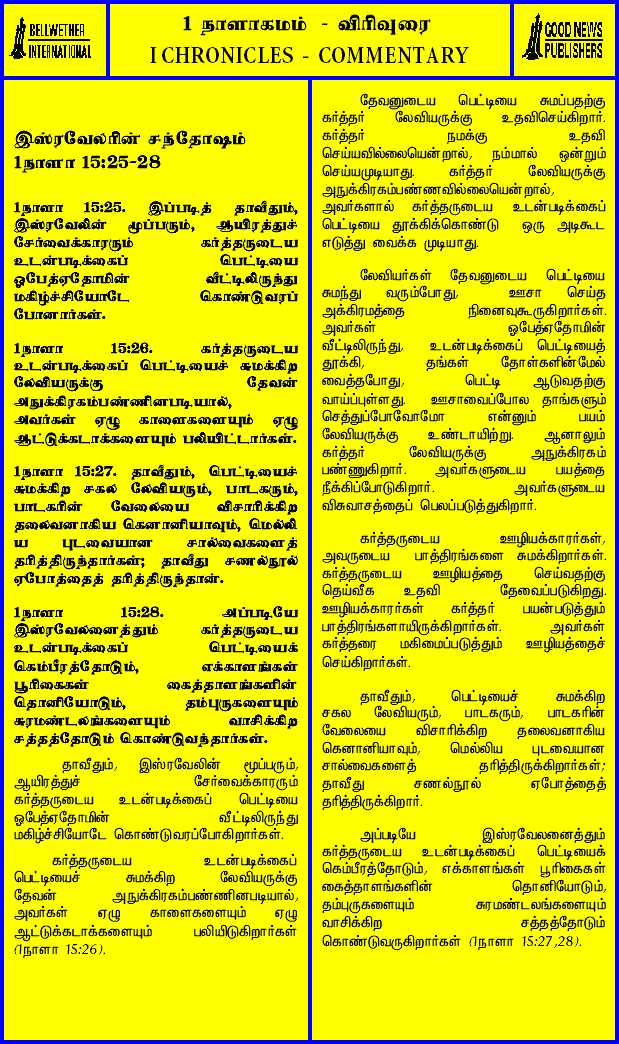 BELLWETHER
INTERNATIONAL
1 நாளாகமம் - விரிவுரை
I CHRONICLES - COMMENTARY
GOOD NEWS
PUBLISHERS
இஸ்ரவேலரின் சந்தோஷம்
1நாளா 15:25-28
1நாளா 15:25. இப்படித் தாவீதும்,
இஸ்ரவேலின் மூப்பரும், ஆயிரத்துச்
சேர்வைக்காரரும் கர்த்தருடைய
உடன்படிக்கைப் பெட்டியை
ஓபேத்ஏதோமின் வீட்டிலிருந்து
மகிழ்ச்சியோடே கொண்டுவரப்
போனார்கள்.
1நாளா 15:26. கர்த்தருடைய
உடன்படிக்கைப் பெட்டியைச் சுமக்கிற
லேவியருக்கு தேவன்
அநுக்கிரகம்பண்ணினபடியால்,
அவர்கள் ஏழு காளைகளையும் ஏழு
ஆட்டுக்கடாக்களையும் பலியிட்டார்கள்.
1நாளா 15:27. தாவீதும், பெட்டியைச்
சுமக்கிற சகல லேவியரும், பாடகரும்,
பாடகரின் வேலையை விசாரிக்கிற
தலைவனாகிய கெனானியாவும், மெல்லி
ய புடவையான சால்வைகளைத்
தரித்திருந்தார்கள்; தாவீது சணல்நூல்
ஏபோத்தைத் தரித்திருந்தான்.
1நாளா 15:28. அப்படியே
இஸ்ரவேலனைத்தும் கர்த்தருடைய
உடன்படிக்கைப் பெட்டியைக்
கெம்பீரத்தோடும், எக்காளங்கள்
பூரிகைகள் கைத்தாளங்களின்
தொனியோடும், தம்புருகளையும்
சுரமண்டலங்களையும் வாசிக்கிற
சத்தத்தோடும் கொண்டுவந்தார்கள்.
தாவீதும், இஸ்ரவேலின் மூப்பரும்,
ஆயிரத்துச் சேர்வைக்காரரும்
கர்த்தருடைய உடன்படிக்கைப் பெட்டியை
ஓபேத்ஏதோமின் வீட்டிலிருந்து
மகிழ்ச்சியோடே கொண்டுவரப்போகிறார்கள்.
கர்த்தருடைய உடன்படிக்கைப்
பெட்டியைச் சுமக்கிற லேவியருக்கு
தேவன் அநுக்கிரகம்பண்ணினபடியால்,
அவர்கள் ஏழு காளைகளையும் ஏழு
ஆட்டுக்கடாக்களையும் பலியிடுகிறார்கள்
(1நாளா 15:26).
தேவனுடைய பெட்டியை சுமப்பதற்கு
கர்த்தர் லேவியருக்கு உதவிசெய்கிறார்.
கர்த்தர் நமக்கு உதவி
செய்யவில்லையென்றால், நம்மால் ஒன்றும்
செய்யமுடியாது. கர்த்தர் லேவியருக்கு
அநுக்கிரகம்பண்ணவில்லையென்றால்,
அவர்களால் கர்த்தருடைய உடன்படிக்கைப்
பெட்டியை தூக்கிக்கொண்டு ஒரு அடிகூட
எடுத்து வைக்க முடியாது.
லேவியர்கள் தேவனுடைய பெட்டியை
சுமந்து வரும்போது, ஊசா செய்த
அக்கிரமத்தை நினைவுகூருகிறார்கள்.
அவர்கள் ஓபேத்ஏதோமின்
வீட்டிலிருந்து, உடன்படிக்கைப் பெட்டியைத்
தூக்கி, தங்கள் தோள்களின்மேல்
வைத்தபோது, பெட்டி ஆடுவதற்கு
வாய்ப்புள்ளது. ஊசாவைப்போல தாங்களும்
செத்துப்போவோமோ என்னும் பயம்
லேவியருக்கு உண்டாயிற்று. ஆனாலும்
கர்த்தர் லேவியருக்கு அநுக்கிரகம்
பண்ணுகிறார். அவர்களுடைய பயத்தை
நீக்கிப்போடுகிறார். அவர்களுடைய
விசுவாசத்தைப் பெலப்படுத்துகிறார்.
கர்த்தருடைய ஊழியக்காரர்கள்,
அவருடைய பாத்திரங்களை சுமக்கிறார்கள்.
கர்த்தருடைய ஊழியத்தை செய்வதற்கு
தெய்வீக உதவி தேவைப்படுகிறது.
ஊழியக்காரர்கள் கர்த்தர் பயன்படுத்தும்
பாத்திரங்களாயிருக்கிறார்கள். அவர்கள்
கர்த்தரை மகிமைப்படுத்தும் ஊழியத்தைச்
செய்கிறார்கள்.
தாவீதும், பெட்டியைச் சுமக்கிற
சகல லேவியரும், பாடகரும், பாடகரின்
வேலையை விசாரிக்கிற தலைவனாகிய
கெனானியாவும், மெல்லிய புடவையான
சால்வைகளைத் தரித்திருக்கிறார்கள்;
தாவீது சணல்நூல் ஏபோத்தைத்
தரித்திருக்கிறார்.
அப்படியே இஸ்ரவேலனைத்தும்
கர்த்தருடைய உடன்படிக்கைப் பெட்டியைக்
கெம்பீரத்தோடும், எக்காளங்கள் பூரிகைகள்
கைத்தாளங்களின் தொனியோடும்,
தம்புருகளையும் சுரமண்டலங்களையும்
வாசிக்கிற சத்தத்தோடும்
கொண்டுவருகிறார்கள் (1நாளா 15:27,28).